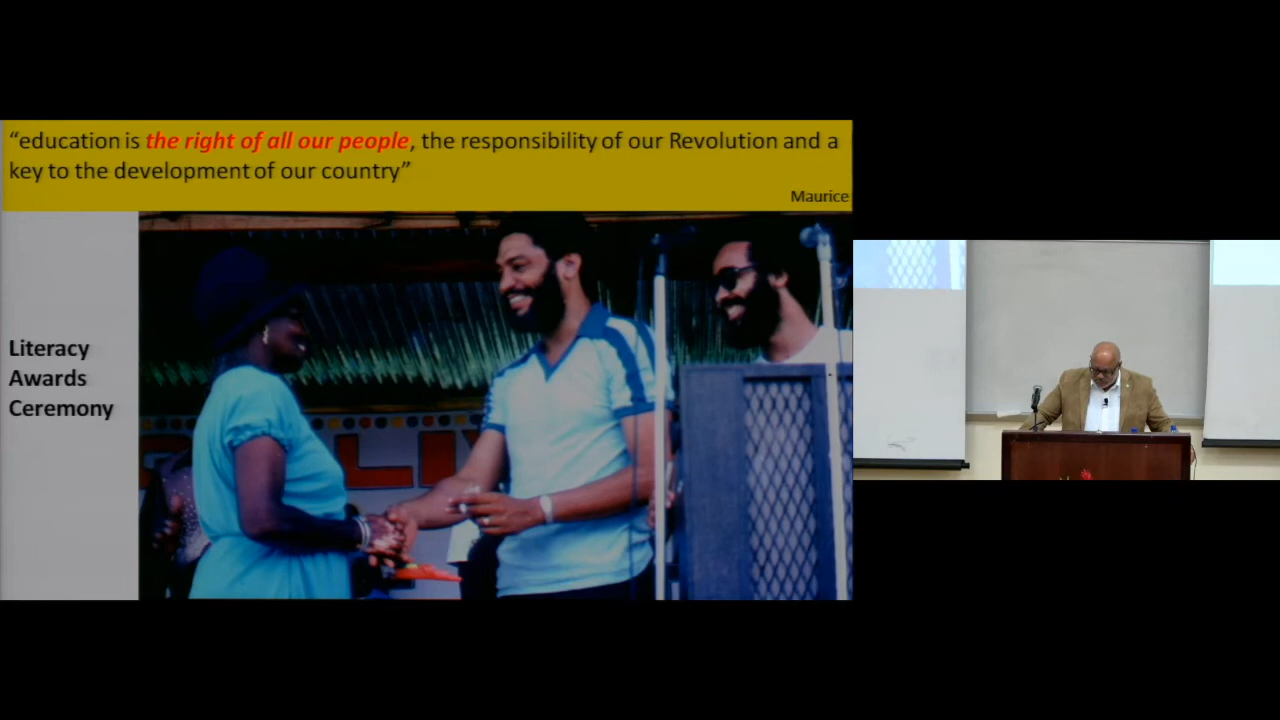 “education is the right of all our people, the responsibility of our Revolution and a
key to the development of our country”
Maurice
Literacy
Awards
Ceremony